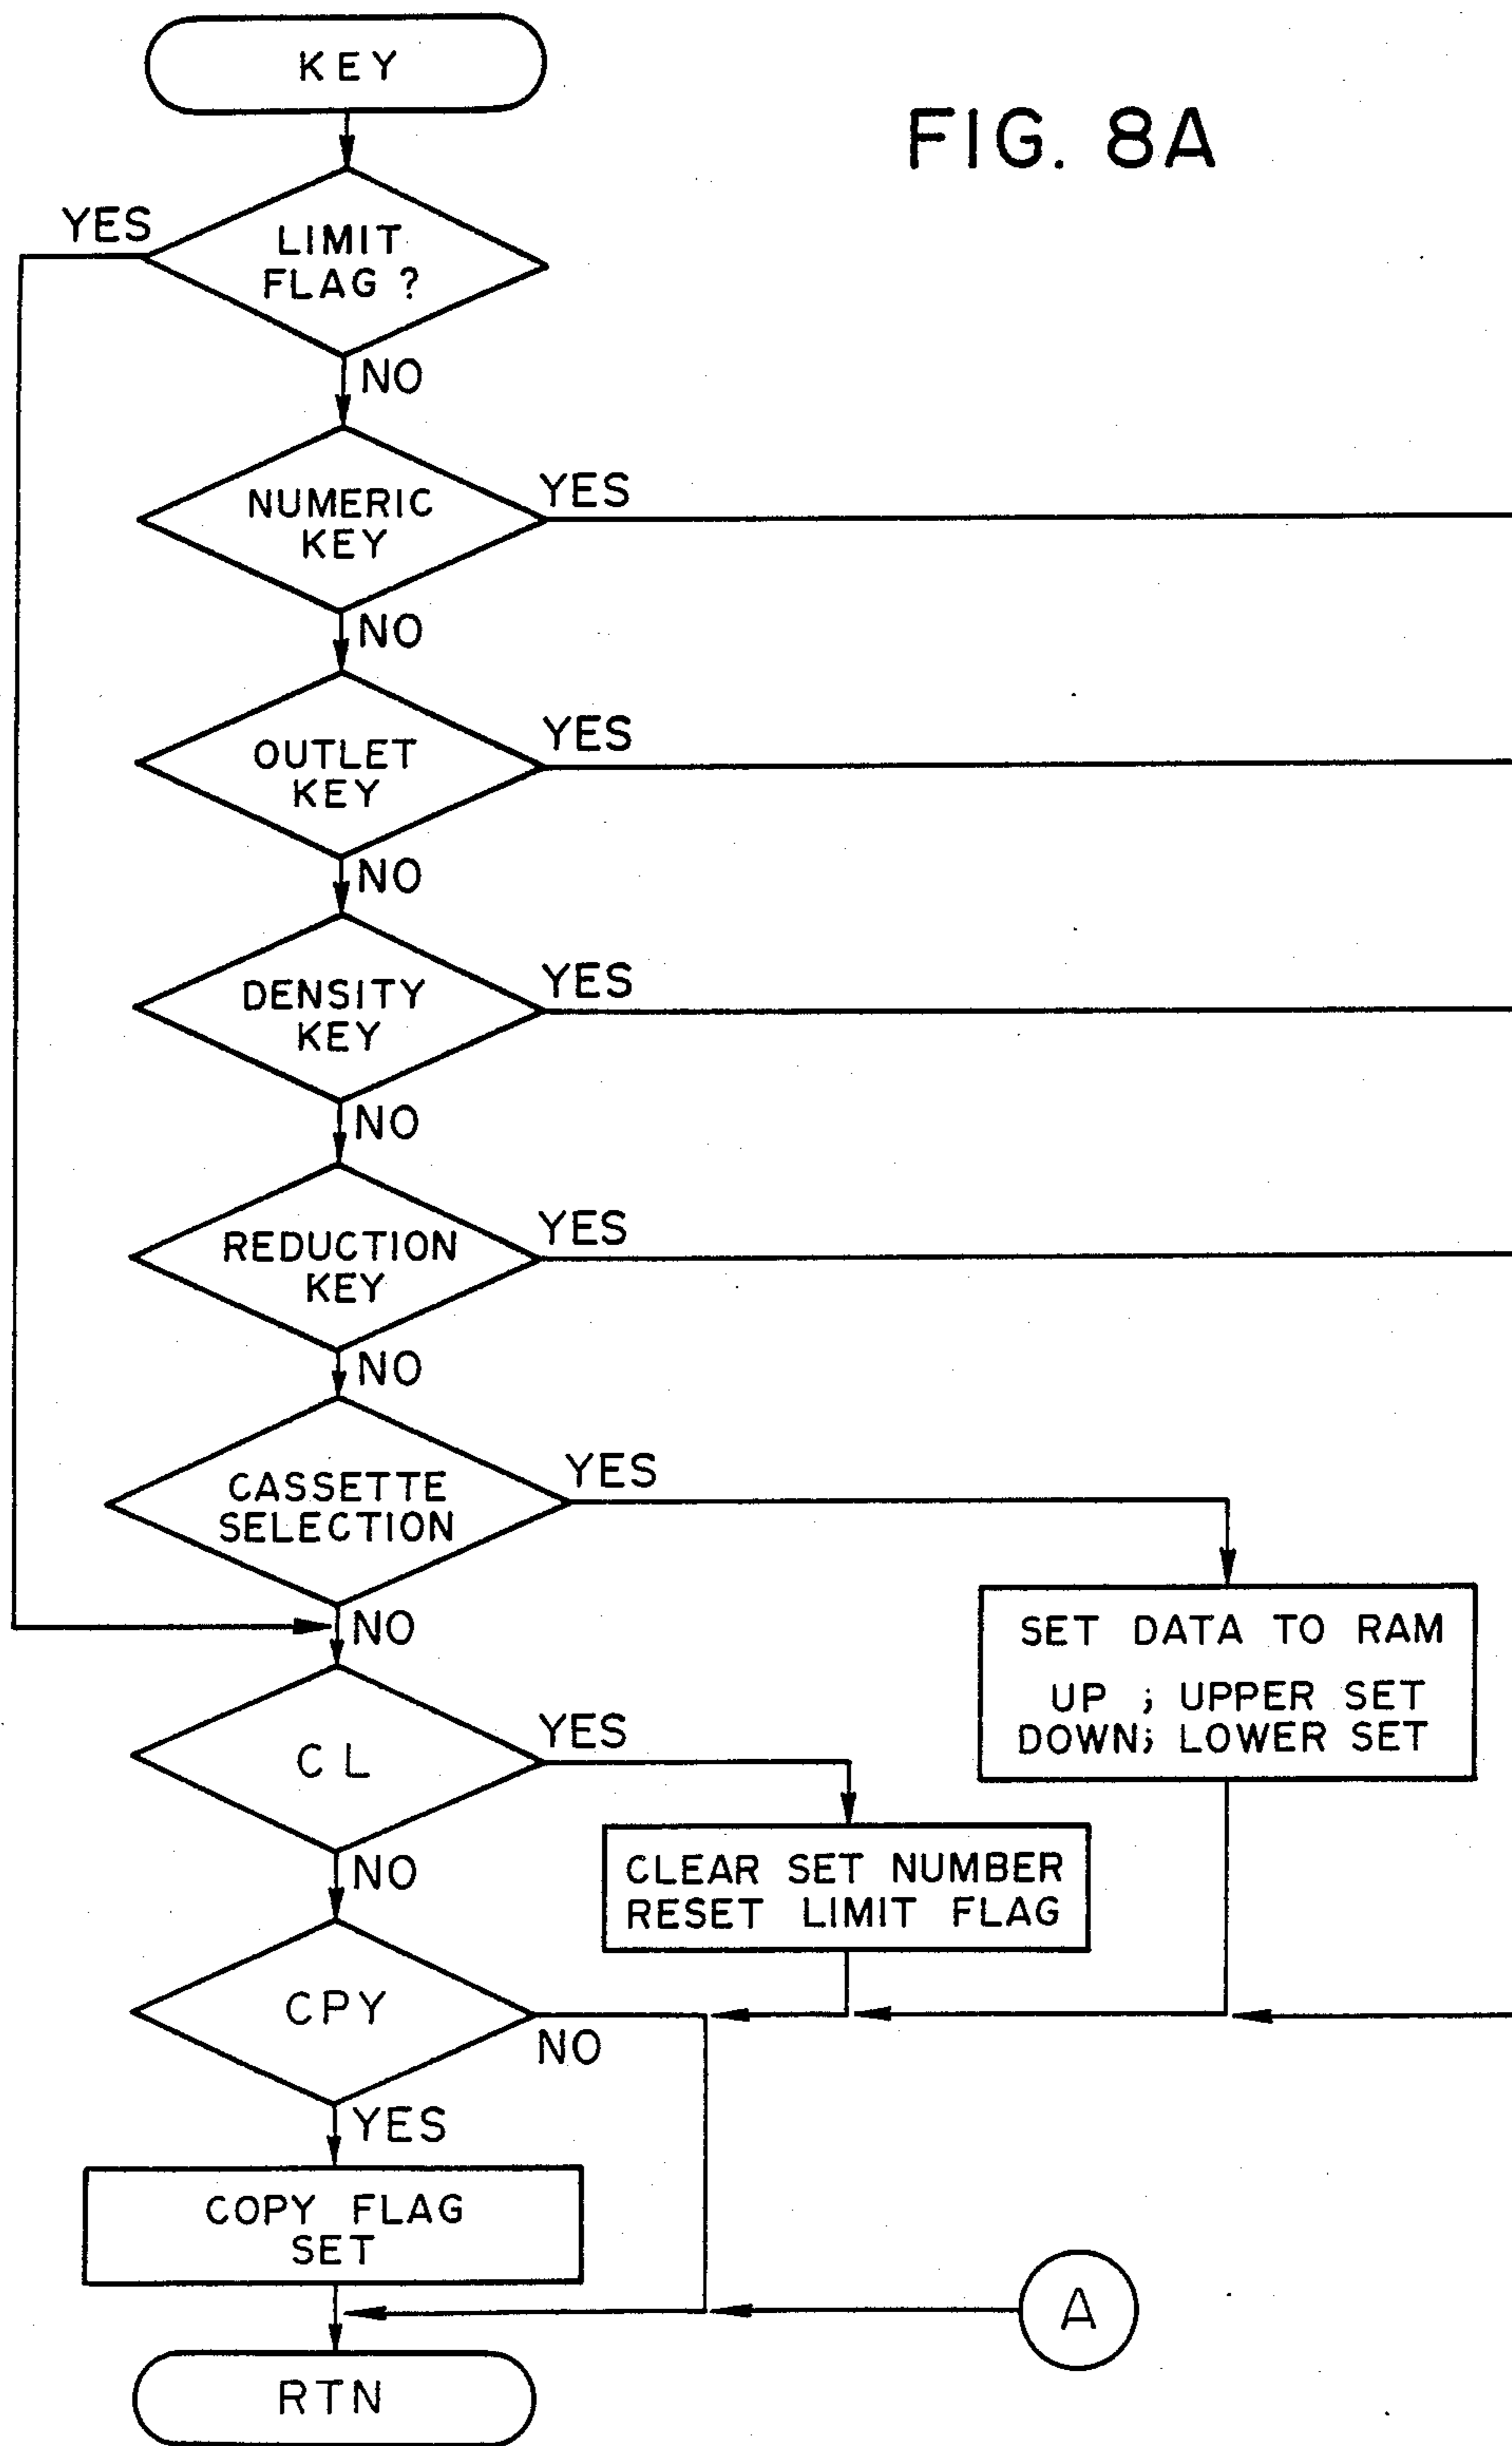 KEY
FIG. 8A
YES
LIMIT
FLAG ?
NO
NUMERIC
KEY
YES
NO
OUTLET
KEY
YES
NO
DENSITY
KEY
YES
NO
REDUCTION
KEY
YES
NO
CASSETTE
SELECTION
YES
NO
SET DATA TO RAM
UP ; UPPER SET
DOWN; LOWER SET
CL
YES
NO
CLEAR SET NUMBER
RESET LIMIT FLAG
CPY
NO
YES
COPY FLAG
SET
A
RTN